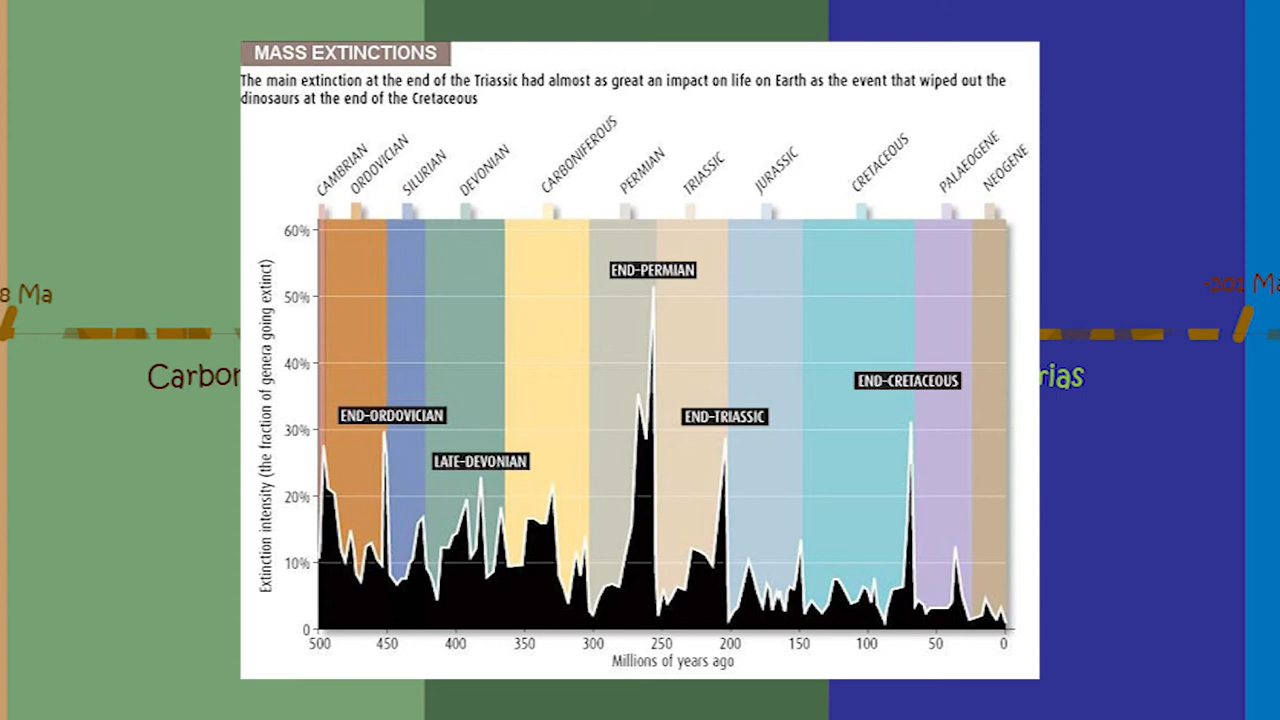 MASS EXTINCTIONS
The main extinction at the end of the Triassic had almost as great an impact on life on Earth as the event that wiped out the
dinosaurs at the end of the Cretaceous
CAMBRIAN
ORDOVICIAN
SILURIAN
DEVONIAN
CARBONIFEROUS
PERMIAN
TRIASSIC
JURASSIC
CRETACEOUS
PALAEOGENE
NEOGENE
Extinction intensity (the fraction of genera going extinct)
60%
50%
40%
30%
20%
10%
0
END-ORDOVICIAN
LATE-DEVONIAN
END-PERMIAN
END-TRIASSIC
END-CRETACEOUS
500 450 400 350 300 250 200 150 100 50 0
Millions of years ago
8 Ma
Carbor
-202 Ma
rias